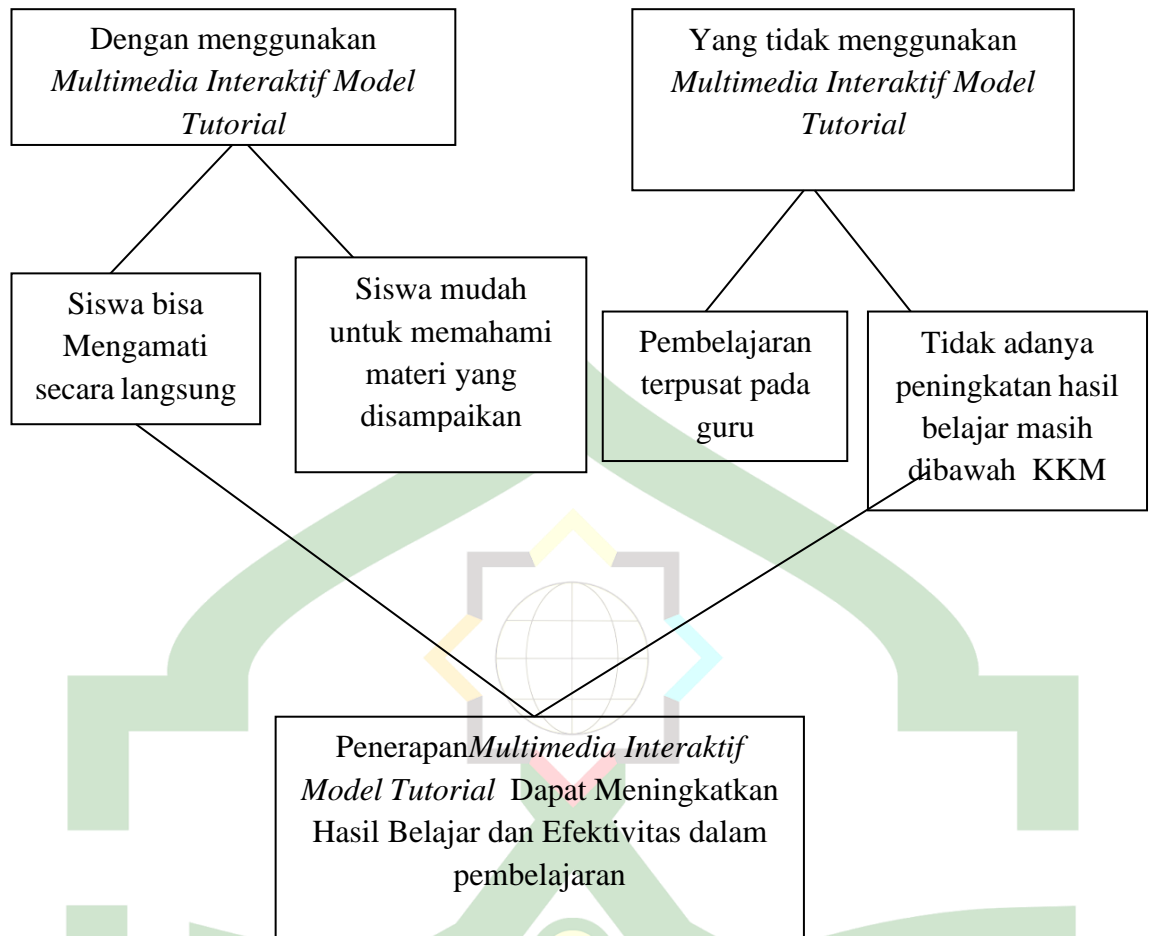 Dengan menggunakan
Multimedia Interaktif Model
Tutorial
Yang tidak menggunakan
Multimedia Interaktif Model
Tutorial
Siswa bisa
Mengamati
secara langsung
Siswa mudah
untuk memahami
materi yang
disampaikan
Pembelajaran
terpusat pada
guru
Tidak adanya
peningkatan hasil
belajar masih
dibawah  KKM
PenerapanMultimedia Interaktif
Model Tutorial  Dapat Meningkatkan
Hasil Belajar dan Efektivitas dalam
pembelajaran